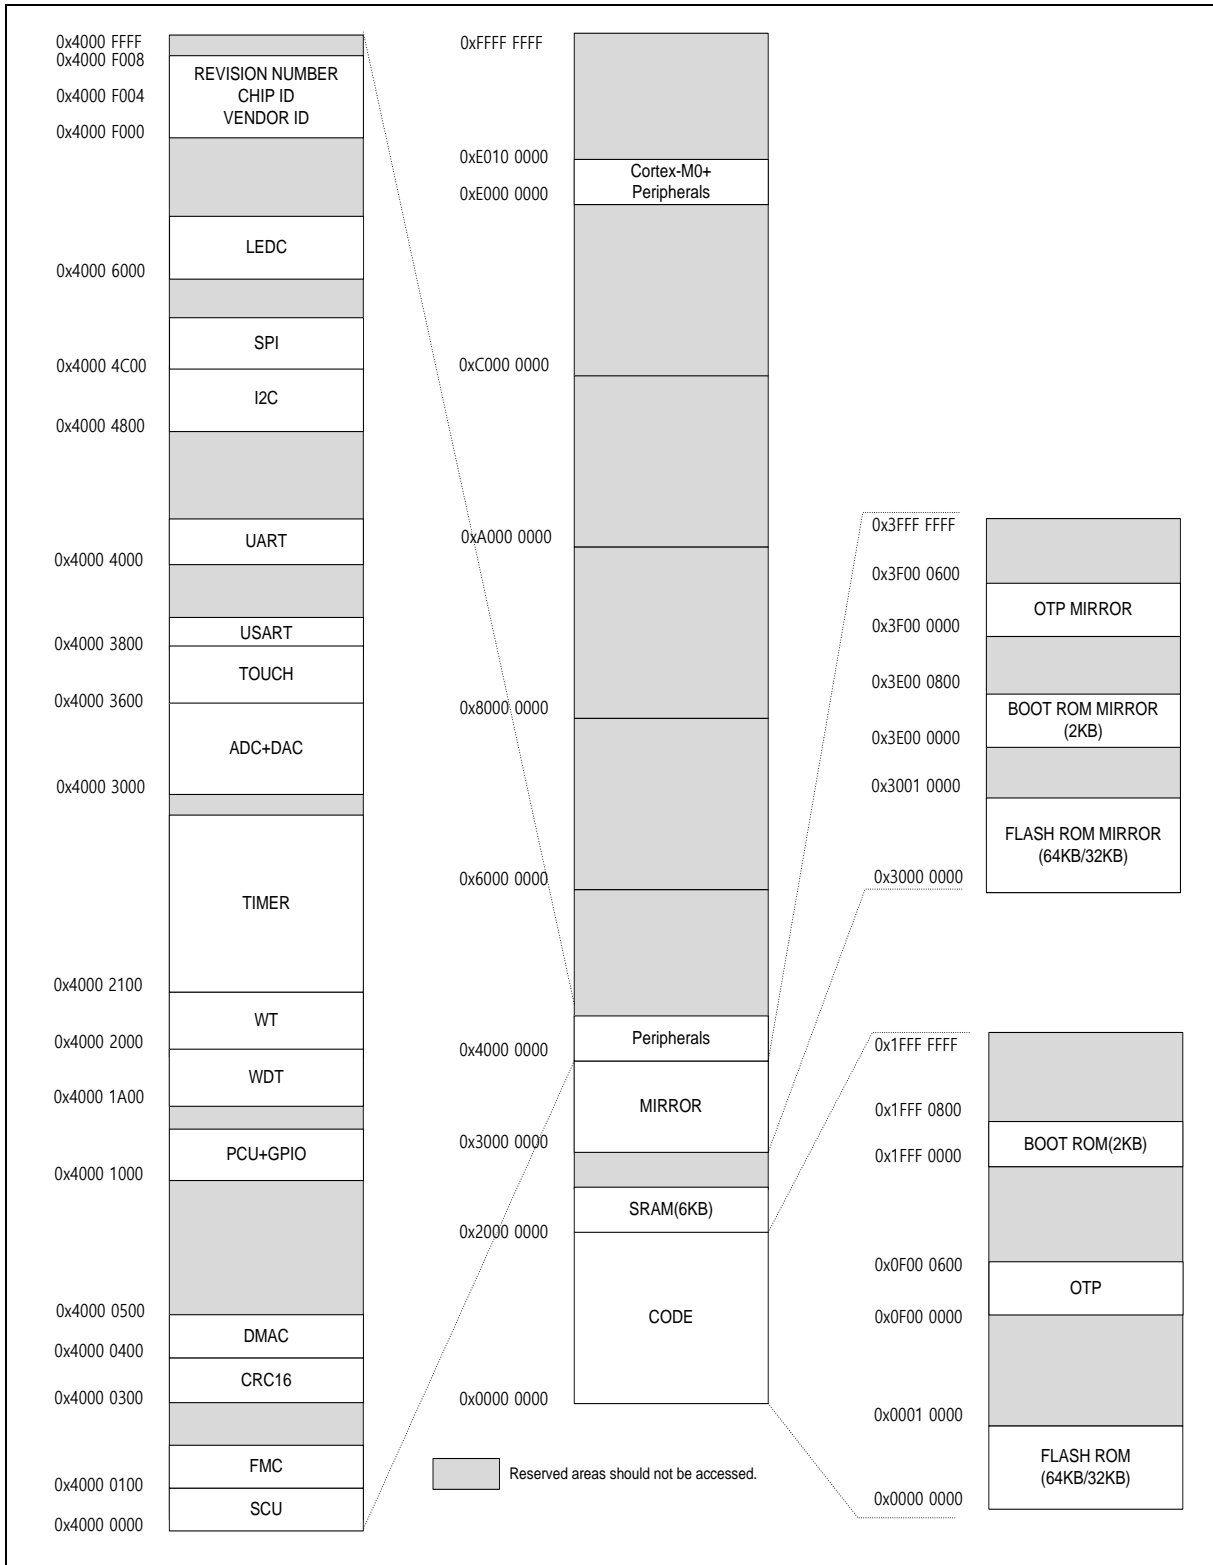 0x4000 FFFF
0x4000 F008
REVISION NUMBER
CHIP ID
0x4000 F004
VENDOR ID
0x4000 F000
LEDC
0x4000 6000
SPI
0x4000 4C00
I2C
0x4000 4800
UART
0x4000 4000
USART
0x4000 3800
TOUCH
0x4000 3600
ADC+DAC
0x4000 3000
TIMER
0x4000 2100
WT
0x4000 2000
WDT
0x4000 1A00
PCU+GPIO
0x4000 1000
0x4000 0500
DMAC
0x4000 0400
CRC16
0x4000 0300
FMC
0x4000 0100
SCU
0x4000 0000
0xFFFF FFFF
0xE010 0000
Cortex-M0+
Peripherals
0xE000 0000
0xC000 0000
0xA000 0000
0x8000 0000
0x6000 0000
Peripherals
0x4000 0000
MIRROR
0x3000 0000
SRAM(6KB)
0x2000 0000
CODE
0x0000 0000
Reserved areas should not be accessed.
0x3FFF FFFF
0x3F00 0600
OTP MIRROR
0x3F00 0000
0x3E00 0800
BOOT ROM MIRROR
(2KB)
0x3E00 0000
0x3001 0000
FLASH ROM MIRROR
(64KB/32KB)
0x3000 0000
0x1FFF FFFF
0x1FFF 0800
BOOT ROM(2KB)
0x1FFF 0000
0x0F00 0600
OTP
0x0F00 0000
0x0001 0000
FLASH ROM
(64KB/32KB)
0x0000 0000